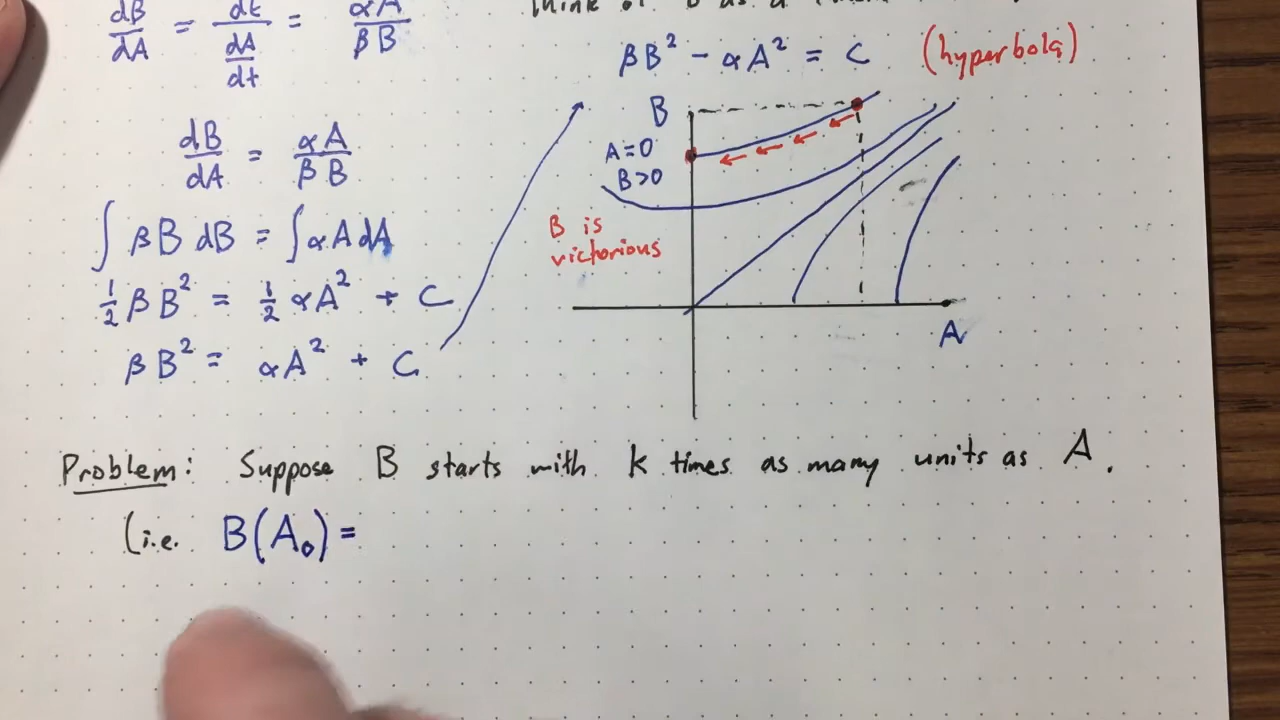 dB/dA = dt / dA/dt = αA/βB
dB/dA = αA/βB
∫ βB dB = ∫ αA dA
½ βB² = ½ αA² + C
βB² = αA² + C
βB² - αA² = C (hyperbola)
B
A=0
B>0
B is
victorious
A
Problem: Suppose B starts with k times as many units as A.
(i.e. B(A₀) =